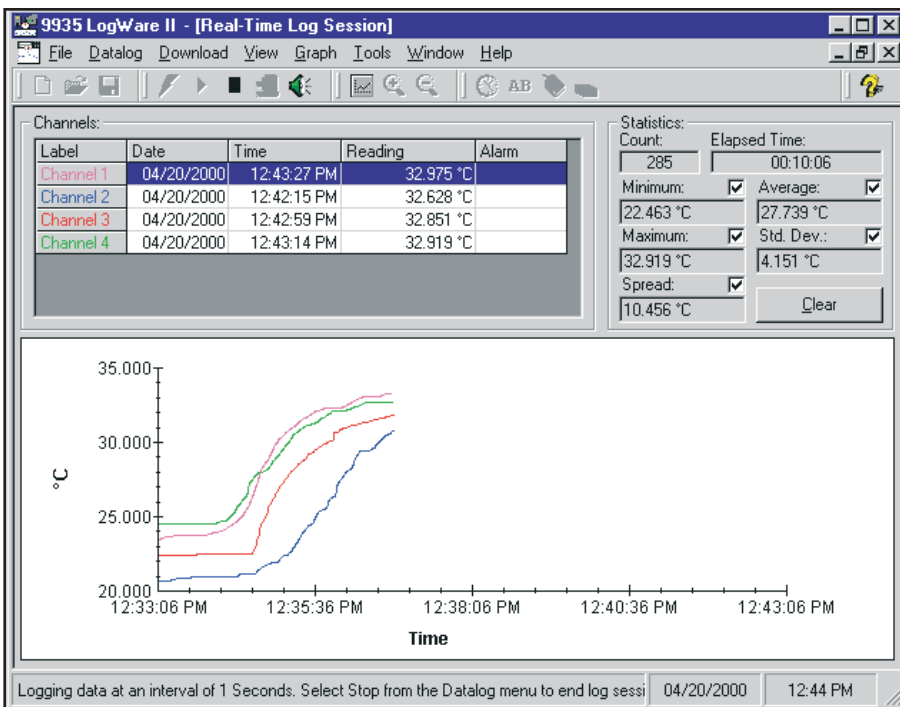 9935 LogWare II - [Real-Time Log Session]
File Datalog Download View Graph Tools Window Help
AB
Channels:
Label Date Time Reading Alarm
Channel 1 04/20/2000 12:43:27 PM 32.975 °C
Channel 2 04/20/2000 12:42:15 PM 32.628 °C
Channel 3 04/20/2000 12:42:59 PM 32.851 °C
Channel 4 04/20/2000 12:43:14 PM 32.919 °C
Statistics:
Count: Elapsed Time:
285 00:10:06
Minimum: Average:
22.463 °C 27.739 °C
Maximum: Std. Dev.:
32.919 °C 4.151 °C
Spread:
10.456 °C Clear
35.000
30.000
°C
25.000
20.000
12:33:06 PM 12:35:36 PM 12:38:06 PM 12:40:36 PM 12:43:06 PM
Time
Logging data at an interval of 1 Seconds. Select Stop from the Datalog menu to end log sessi 04/20/2000 12:44 PM